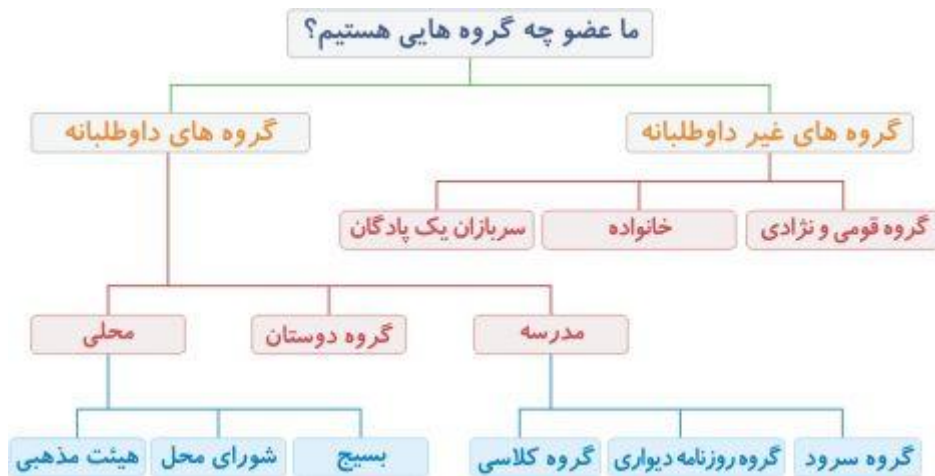 ما عضو چه گروه هایی هستیم؟
گروه های غیر داوطلبانه
گروه های داوطلبانه
گروه قومی و نژادی
خانواده
سربازان یک پادگان
مدرسه
گروه دوستان
محلی
گروه سرود
گروه روزنامه دیواری
گروه کلاسی
بسیج
شورای محل
هیئت مذهبی